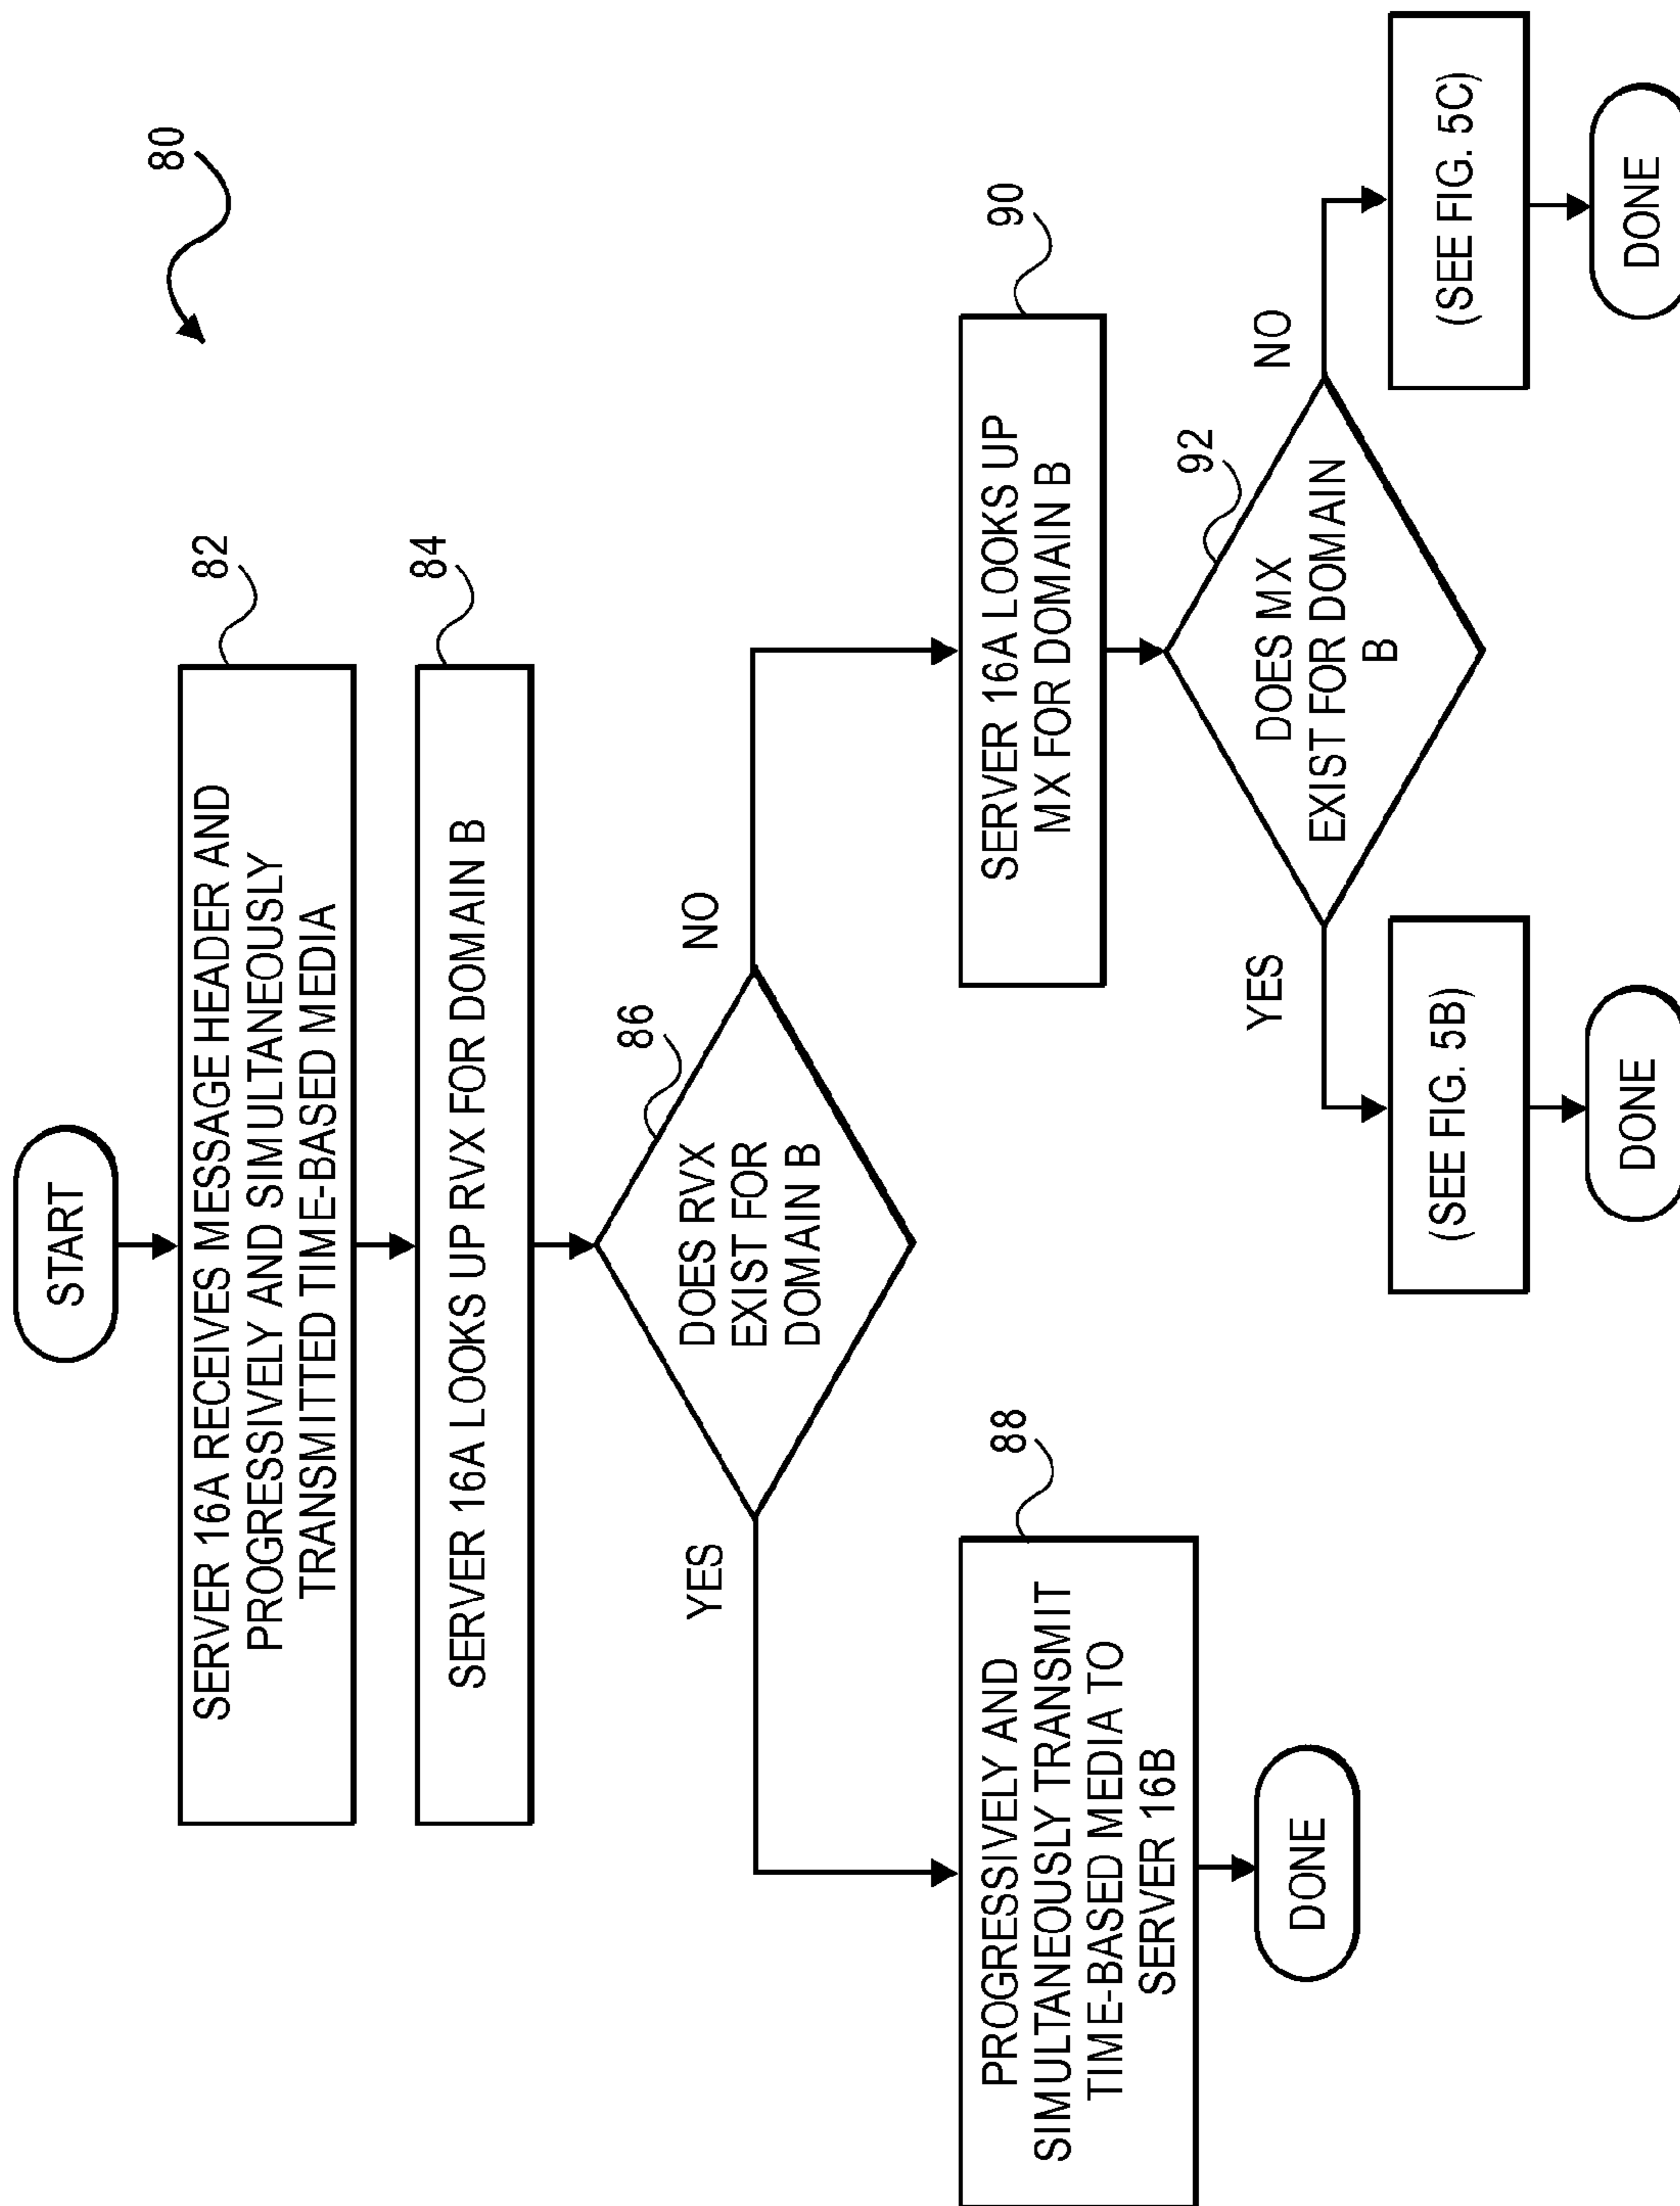 80
START
SERVER 16A RECEIVES MESSAGE HEADER AND
PROGRESSIVELY AND SIMULTANEOUSLY
TRANSMITTED TIME-BASED MEDIA
82
SERVER 16A LOOKS UP RVX FOR DOMAIN B
84
DOES RVX
EXIST FOR
DOMAIN B
86
YES
NO
PROGRESSIVELY AND
SIMULTANEOUSLY TRANSMIT
TIME-BASED MEDIA TO
SERVER 16B
88
DONE
SERVER 16A LOOKS UP
MX FOR DOMAIN B
90
DOES MX
EXIST FOR DOMAIN
B
92
YES
NO
(SEE FIG. 5B)
DONE
(SEE FIG. 5C)
DONE